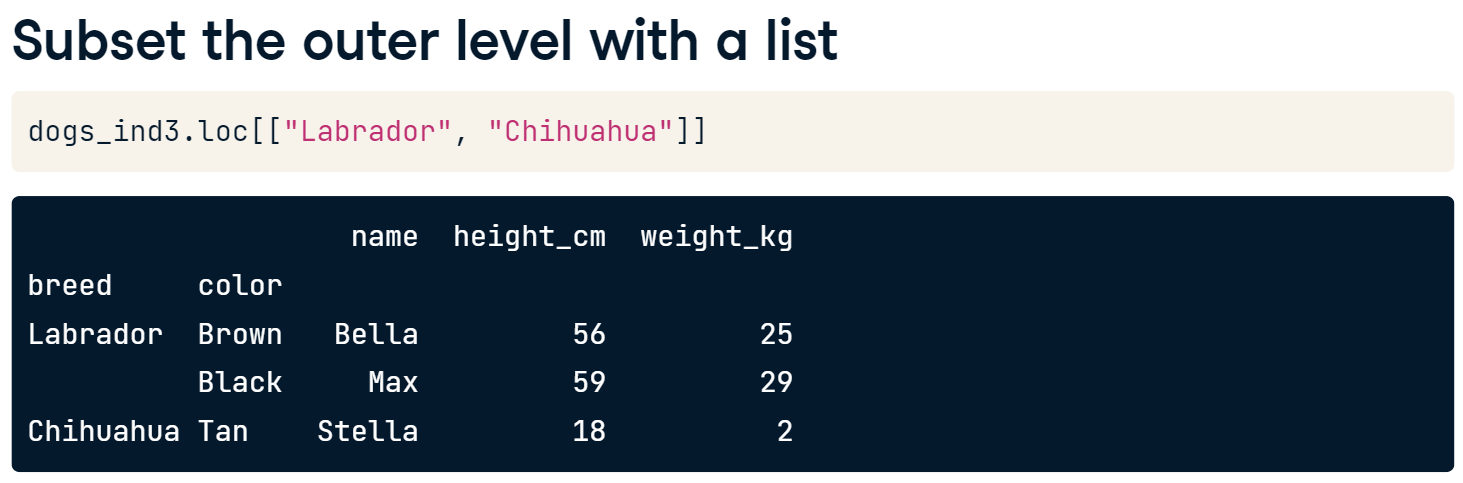 Subset the outer level with a list
dogs_ind3.loc[["Labrador", "Chihuahua"]]
                   name  height_cm  weight_kg
breed     color
Labrador  Brown   Bella         56         25
          Black     Max         59         29
Chihuahua Tan    Stella         18          2